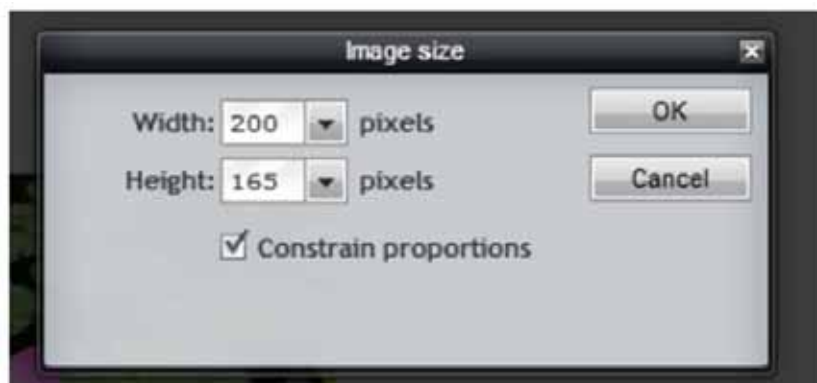 Image size
Width: 200 pixels
OK
Height: 165 pixels
Cancel
Constrain proportions